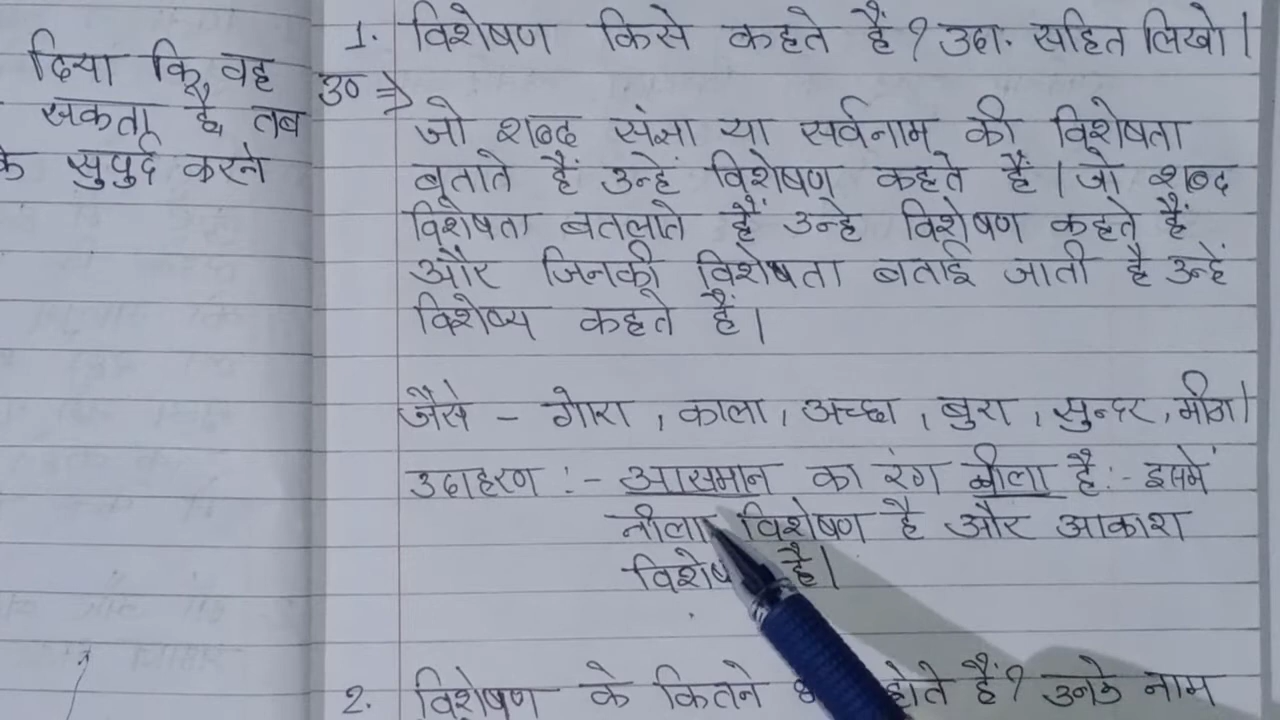 दिया कि वह
सकता है, तब
के सुपुर्द करने
1. विशेषण किसे कहते हैं? उदा. सहित लिखो।
उ० ⇒
जो शब्द संज्ञा या सर्वनाम की विशेषता
बताते हैं उन्हें विशेषण कहते हैं। जो शब्द
विशेषता बतलाते हैं उन्हे विशेषण कहते हैं
और जिनकी विशेषता बताई जाती है उन्हें
विशेष्य कहते हैं।
जैसे - गोरा, काला, अच्छा, बुरा, सुन्दर,
उदाहरण :- आसमान का रंग नीला है:- इसमें
नीला विशेषण है और आकाश
है।
2. विशेषण के कितने होते हैं? उनके नाम